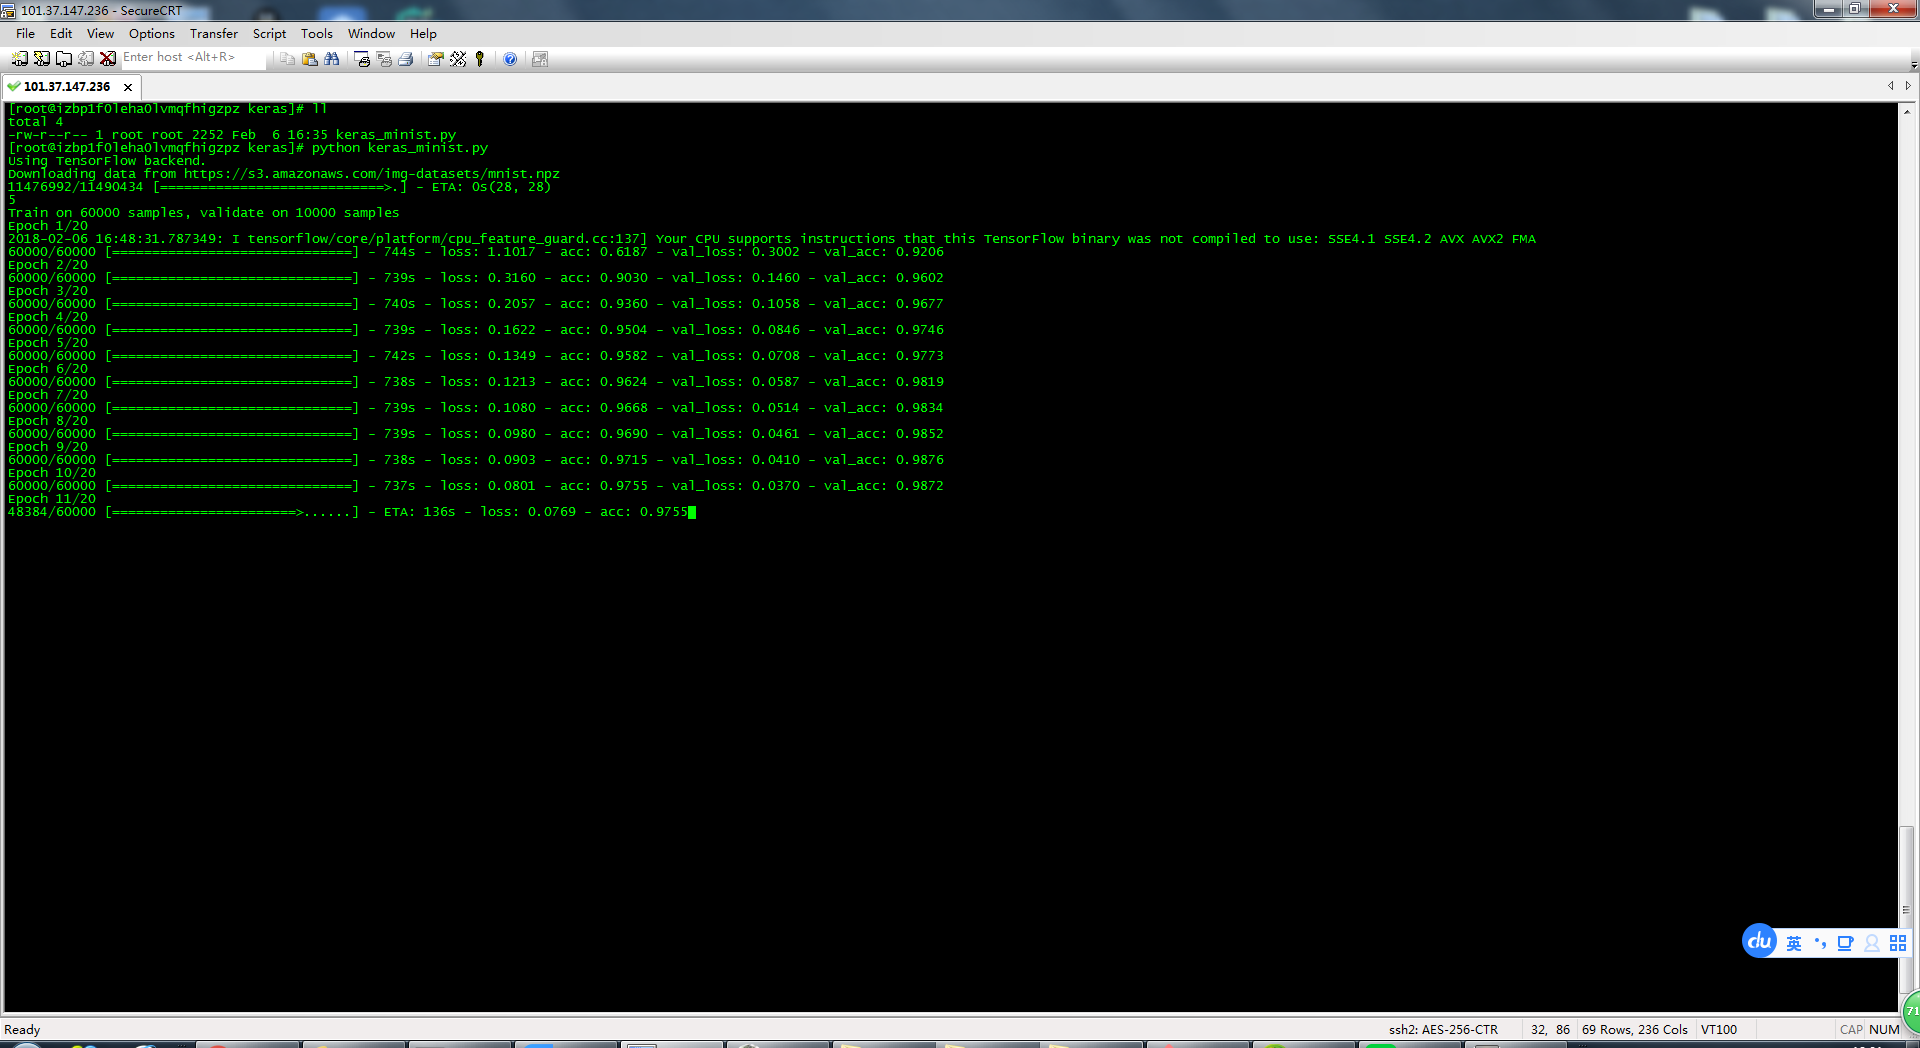 101.37.147.236 - SecureCRT
File Edit View Options Transfer Script Tools Window Help
Enter host <Alt+R>
101.37.147.236
[root@izbp1f0leha0lvmqfhigzpz keras]# ll
total 4
-rw-r--r-- 1 root root 2252 Feb  6 16:35 keras_minist.py
[root@izbp1f0leha0lvmqfhigzpz keras]# python keras_minist.py
Using TensorFlow backend.
Downloading data from https://s3.amazonaws.com/img-datasets/mnist.npz
11476992/11490434 [============================>.] - ETA: 0s(28, 28)
5
Train on 60000 samples, validate on 10000 samples
Epoch 1/20
2018-02-06 16:48:31.787349: I tensorflow/core/platform/cpu_feature_guard.cc:137] Your CPU supports instructions that this TensorFlow binary was not compiled to use: SSE4.1 SSE4.2 AVX AVX2 FMA
60000/60000 [==============================] - 744s - loss: 1.1017 - acc: 0.6187 - val_loss: 0.3002 - val_acc: 0.9206
Epoch 2/20
60000/60000 [==============================] - 739s - loss: 0.3160 - acc: 0.9030 - val_loss: 0.1460 - val_acc: 0.9602
Epoch 3/20
60000/60000 [==============================] - 740s - loss: 0.2057 - acc: 0.9360 - val_loss: 0.1058 - val_acc: 0.9677
Epoch 4/20
60000/60000 [==============================] - 739s - loss: 0.1622 - acc: 0.9504 - val_loss: 0.0846 - val_acc: 0.9746
Epoch 5/20
60000/60000 [==============================] - 742s - loss: 0.1349 - acc: 0.9582 - val_loss: 0.0708 - val_acc: 0.9773
Epoch 6/20
60000/60000 [==============================] - 738s - loss: 0.1213 - acc: 0.9624 - val_loss: 0.0587 - val_acc: 0.9819
Epoch 7/20
60000/60000 [==============================] - 739s - loss: 0.1080 - acc: 0.9668 - val_loss: 0.0514 - val_acc: 0.9834
Epoch 8/20
60000/60000 [==============================] - 739s - loss: 0.0980 - acc: 0.9690 - val_loss: 0.0461 - val_acc: 0.9852
Epoch 9/20
60000/60000 [==============================] - 738s - loss: 0.0903 - acc: 0.9715 - val_loss: 0.0410 - val_acc: 0.9876
Epoch 10/20
60000/60000 [==============================] - 737s - loss: 0.0801 - acc: 0.9755 - val_loss: 0.0370 - val_acc: 0.9872
Epoch 11/20
48384/60000 [=======================>......] - ETA: 136s - loss: 0.0769 - acc: 0.9755
du 英
71
Ready ssh2: AES-256-CTR 32, 86 69 Rows, 236 Cols VT100 CAP NUM